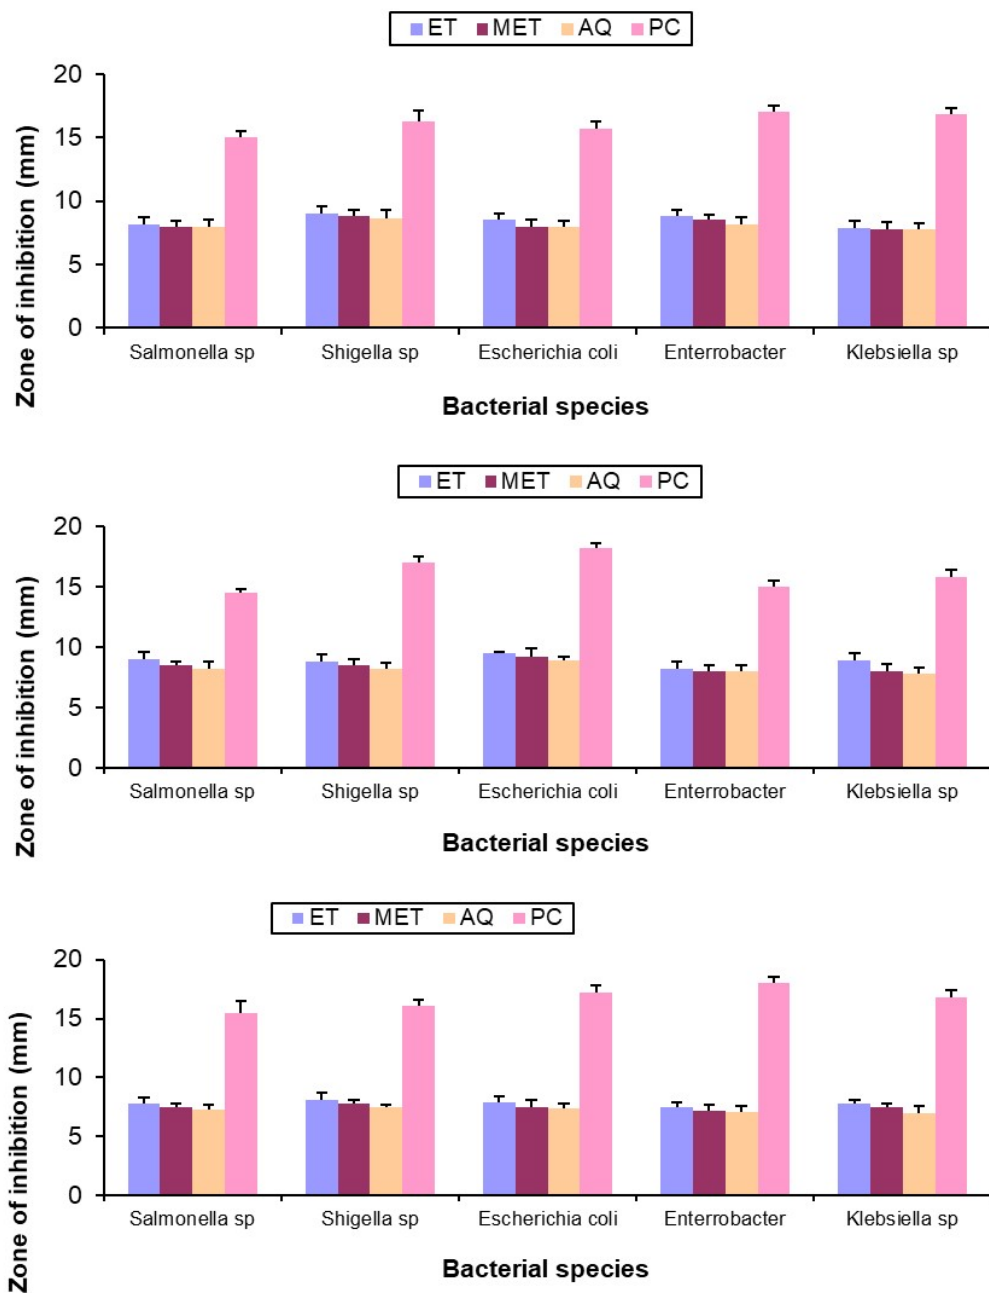 ET MET AQ PC
20
15
10
5
0
Zone of inhibition (mm)
Salmonella sp Shigella sp Escherichia coli Enterrobacter Klebsiella sp
Bacterial species
ET MET AQ PC
20
15
10
5
0
Zone of inhibition (mm)
Salmonella sp Shigella sp Escherichia coli Enterrobacter Klebsiella sp
Bacterial species
ET MET AQ PC
20
15
10
5
0
Zone of inhibition (mm)
Salmonella sp Shigella sp Escherichia coli Enterrobacter Klebsiella sp
Bacterial species